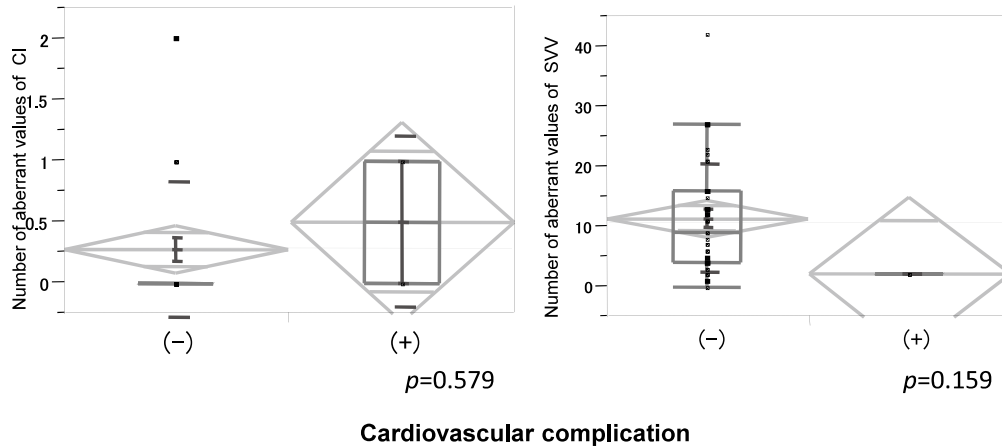 Number of aberrant values of CI
2
1.5
1
0.5
0
(−)
(+)
p=0.579
Number of aberrant values of SVV
40
30
20
10
0
(−)
(+)
p=0.159
Cardiovascular complication